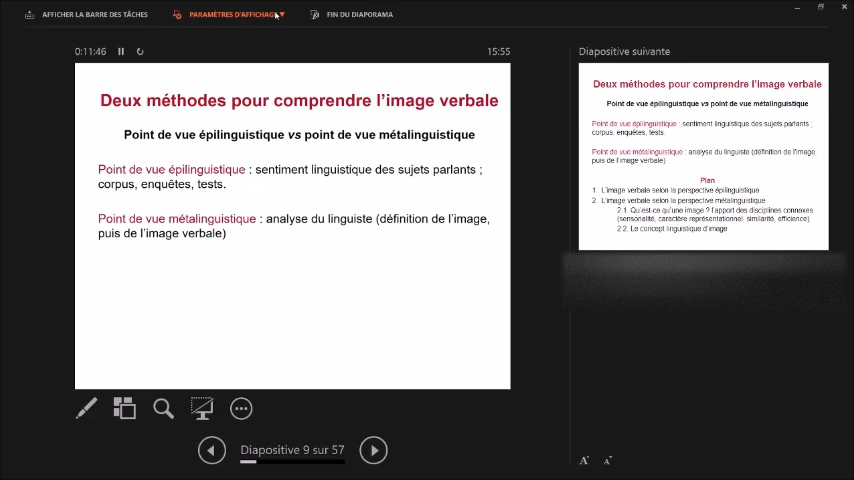 AFFICHER LA BARRE DES TÂCHES
PARAMÈTRES D'AFFICHAGE
FIN DU DIAPORAMA
0:11:46
15:55
Deux méthodes pour comprendre l'image verbale
Point de vue épilinguistique vs point de vue métalinguistique
Point de vue épilinguistique : sentiment linguistique des sujets parlants ;
corpus, enquêtes, tests.
Point de vue métalinguistique : analyse du linguiste (définition de l'image,
puis de l'image verbale)
Diapositive 9 sur 57
Diapositive suivante
Deux méthodes pour comprendre l'image verbale
Point de vue épilinguistique vs point de vue métalinguistique
Point de vue épilinguistique : sentiment linguistique des sujets parlants ;
corpus, enquêtes, tests.
Point de vue métalinguistique : analyse du linguiste (définition de l'image,
puis de l'image verbale)
Plan
1. L'image verbale selon la perspective épilinguistique
2. L'image verbale selon la perspective métalinguistique
2.1. Qu'est-ce qu'une image ? l'apport des disciplines connexes
(sensorialité, caractère représentationnel, similarité, efficience)
2.2. Le concept linguistique d'image
A A